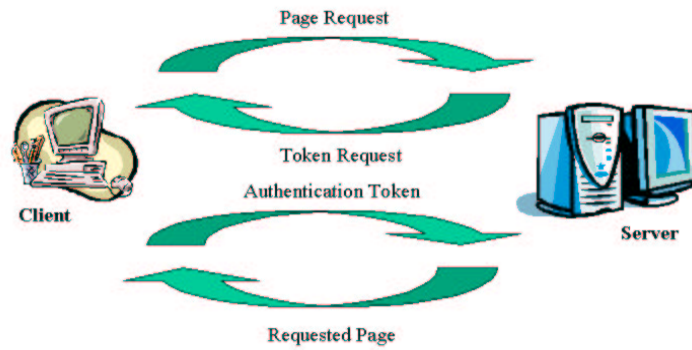 Page Request
Token Request
Authentication Token
Client
Server
Requested Page